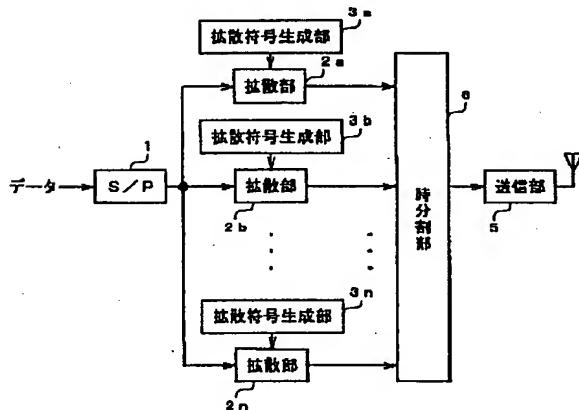 3a
拡散符号生成部
2a
拡散部
6
3b
拡散符号生成部
1
データ
S/P
拡散部
2b
時分割部
送信部
5
3n
拡散符号生成部
拡散部
2n